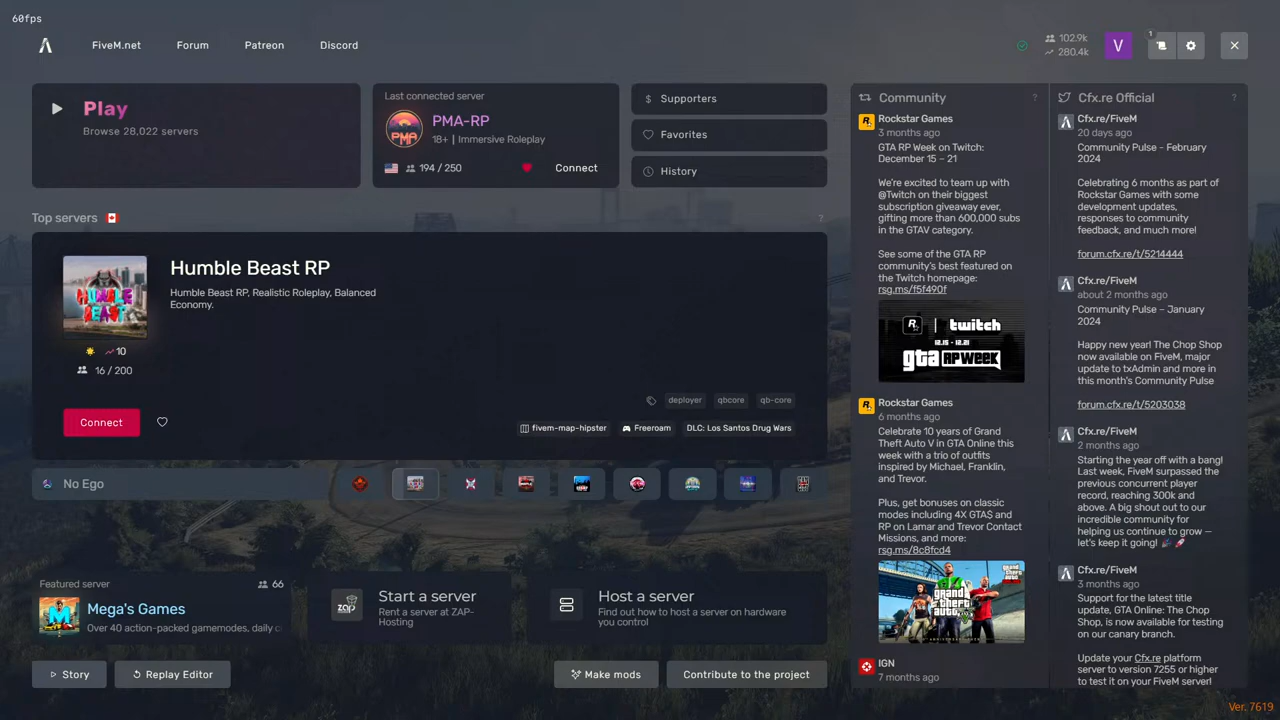 60fps
FiveM.net
Forum
Patreon
Discord
102.9k
280.4k
V
1
Play
Browse 28,022 servers
Last connected server
PMA
PMA-RP
18+ | Immersive Roleplay
194 / 250
Connect
$ Supporters
Favorites
History
Top servers
?
HUMBLE
BEAST
Humble Beast RP
Humble Beast RP, Realistic Roleplay, Balanced
Economy.
10
16 / 200
Connect
deployer
qbcore
qb-core
fivem-map-hipster
Freeroam
DLC: Los Santos Drug Wars
No Ego
Featured server
66
Mega's Games
Over 40 action-packed gamemodes, daily c
ZAP
Start a server
Rent a server at ZAP-
Hosting
Host a server
Find out how to host a server on hardware
you control
Story
Replay Editor
Make mods
Contribute to the project
Community
?
Rockstar Games
3 months ago
GTA RP Week on Twitch:
December 15 – 21
We're excited to team up with
@Twitch on their biggest
subscription giveaway ever,
gifting more than 600,000 subs
in the GTAV category.
See some of the GTA RP
community's best featured on
the Twitch homepage:
rsg.ms/f5f490f
R | twitch
12.15 - 12.21
gta RP WEEK
Rockstar Games
6 months ago
Celebrate 10 years of Grand
Theft Auto V in GTA Online this
week with a trio of outfits
inspired by Michael, Franklin,
and Trevor.
Plus, get bonuses on classic
modes including 4X GTA$ and
RP on Lamar and Trevor Contact
Missions, and more:
rsg.ms/8c8fcd4
grand
theft
auto
IGN
7 months ago
Cfx.re Official
?
Cfx.re/FiveM
20 days ago
Community Pulse - February
2024
Celebrating 6 months as part of
Rockstar Games with some
development updates,
responses to community
feedback, and much more!
forum.cfx.re/t/5214444
Cfx.re/FiveM
about 2 months ago
Community Pulse – January
2024
Happy new year! The Chop Shop
now available on FiveM, major
update to txAdmin and more in
this month's Community Pulse
forum.cfx.re/t/5203038
Cfx.re/FiveM
2 months ago
Starting the year off with a bang!
Last week, FiveM surpassed the
previous concurrent player
record, reaching 300k and
above. A big shout out to our
incredible community for
helping us continue to grow —
let's keep it going! 🎉 🚀
Cfx.re/FiveM
3 months ago
Support for the latest title
update, GTA Online: The Chop
Shop, is now available for testing
on our canary branch.
Update your Cfx.re platform
server to version 7255 or higher
to test it on your FiveM server!
Ver. 7619